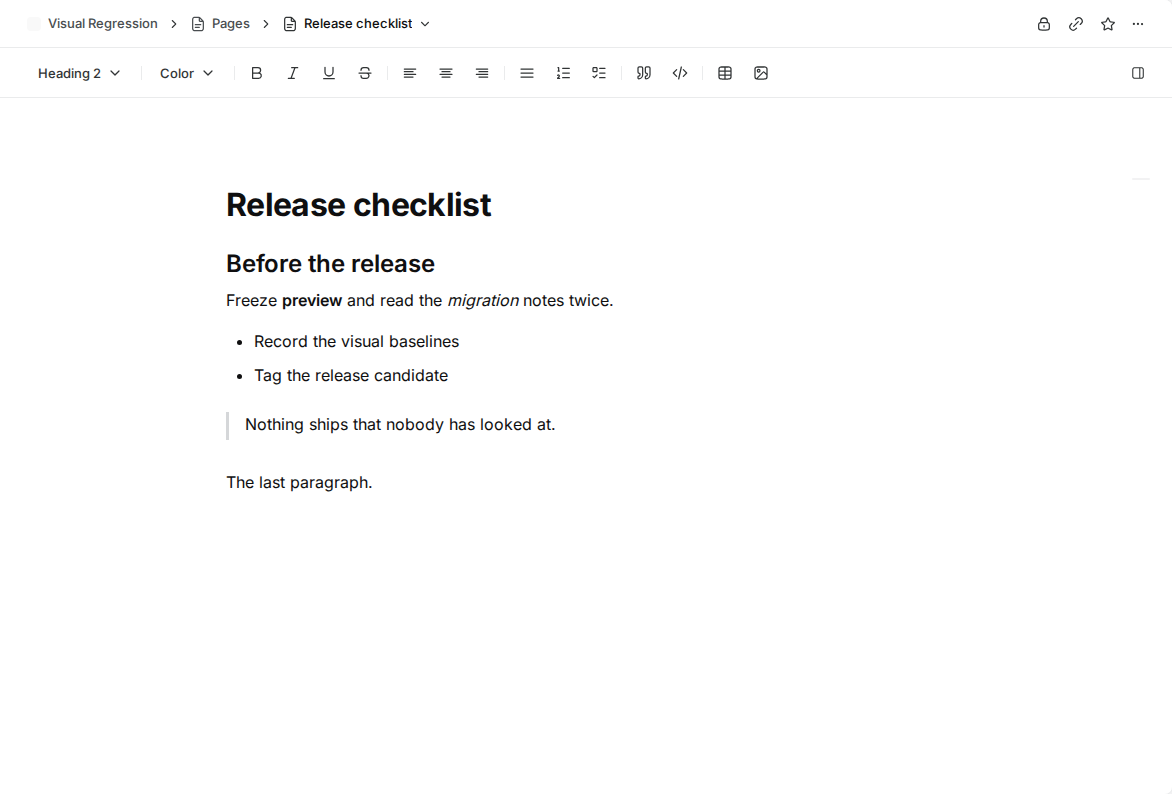 Visual Regression > Pages > Release checklist
Heading 2 Color
Release checklist
Before the release
Freeze preview and read the migration notes twice.
• Record the visual baselines
• Tag the release candidate
Nothing ships that nobody has looked at.
The last paragraph.